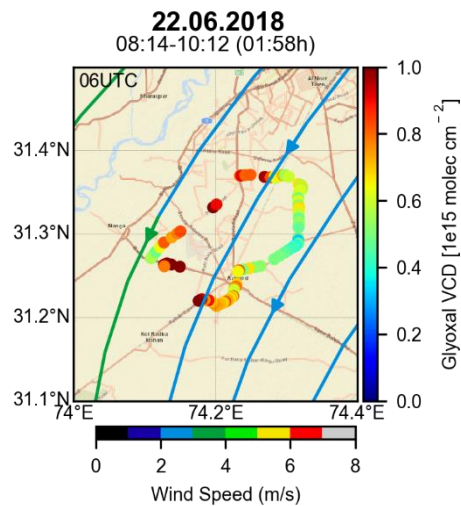 22.06.2018
08:14-10:12 (01:58h)
06UTC
31.4°N
31.3°N
31.2°N
31.1°N
74°E
74.2°E
74.4°E
1.0
0.8
0.6
0.4
0.2
0.0
Glyoxal VCD [1e15 molec cm⁻²]
0
2
4
6
8
Wind Speed (m/s)